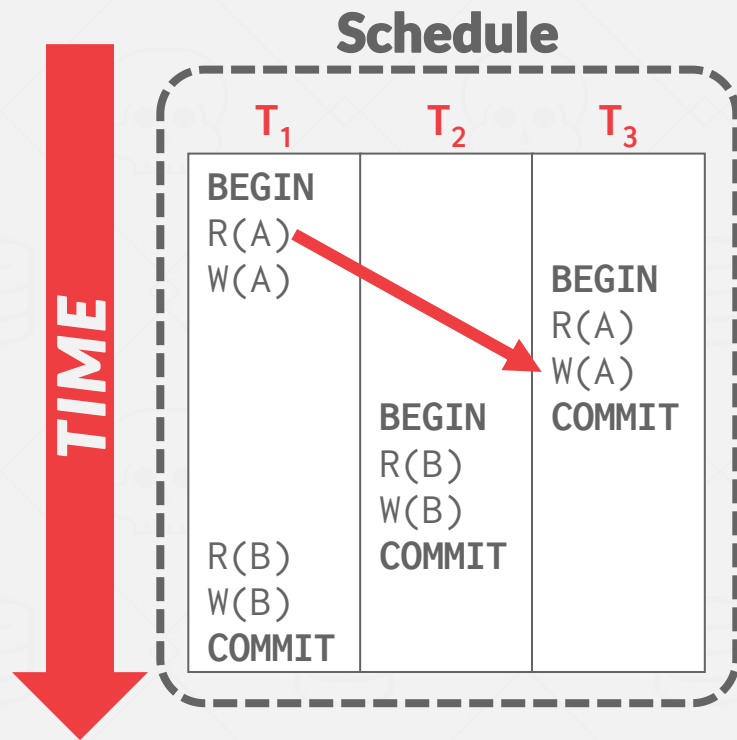 Schedule
TIME
T₁ T₂ T₃
BEGIN
R(A)
W(A) BEGIN
R(A)
W(A)
BEGIN COMMIT
R(B)
W(B)
R(B) COMMIT
W(B)
COMMIT